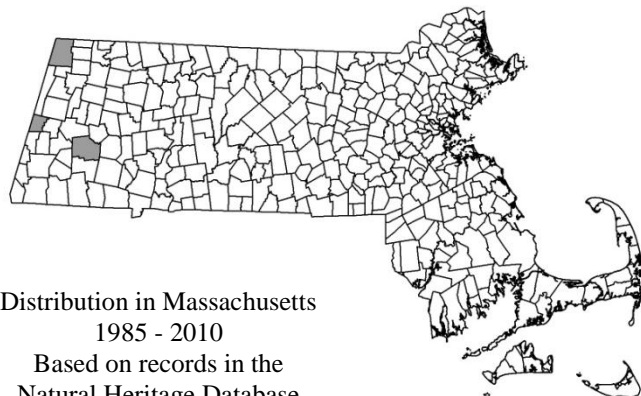 Distribution in Massachusetts
1985 - 2010
Based on records in the
Natural Heritage Database